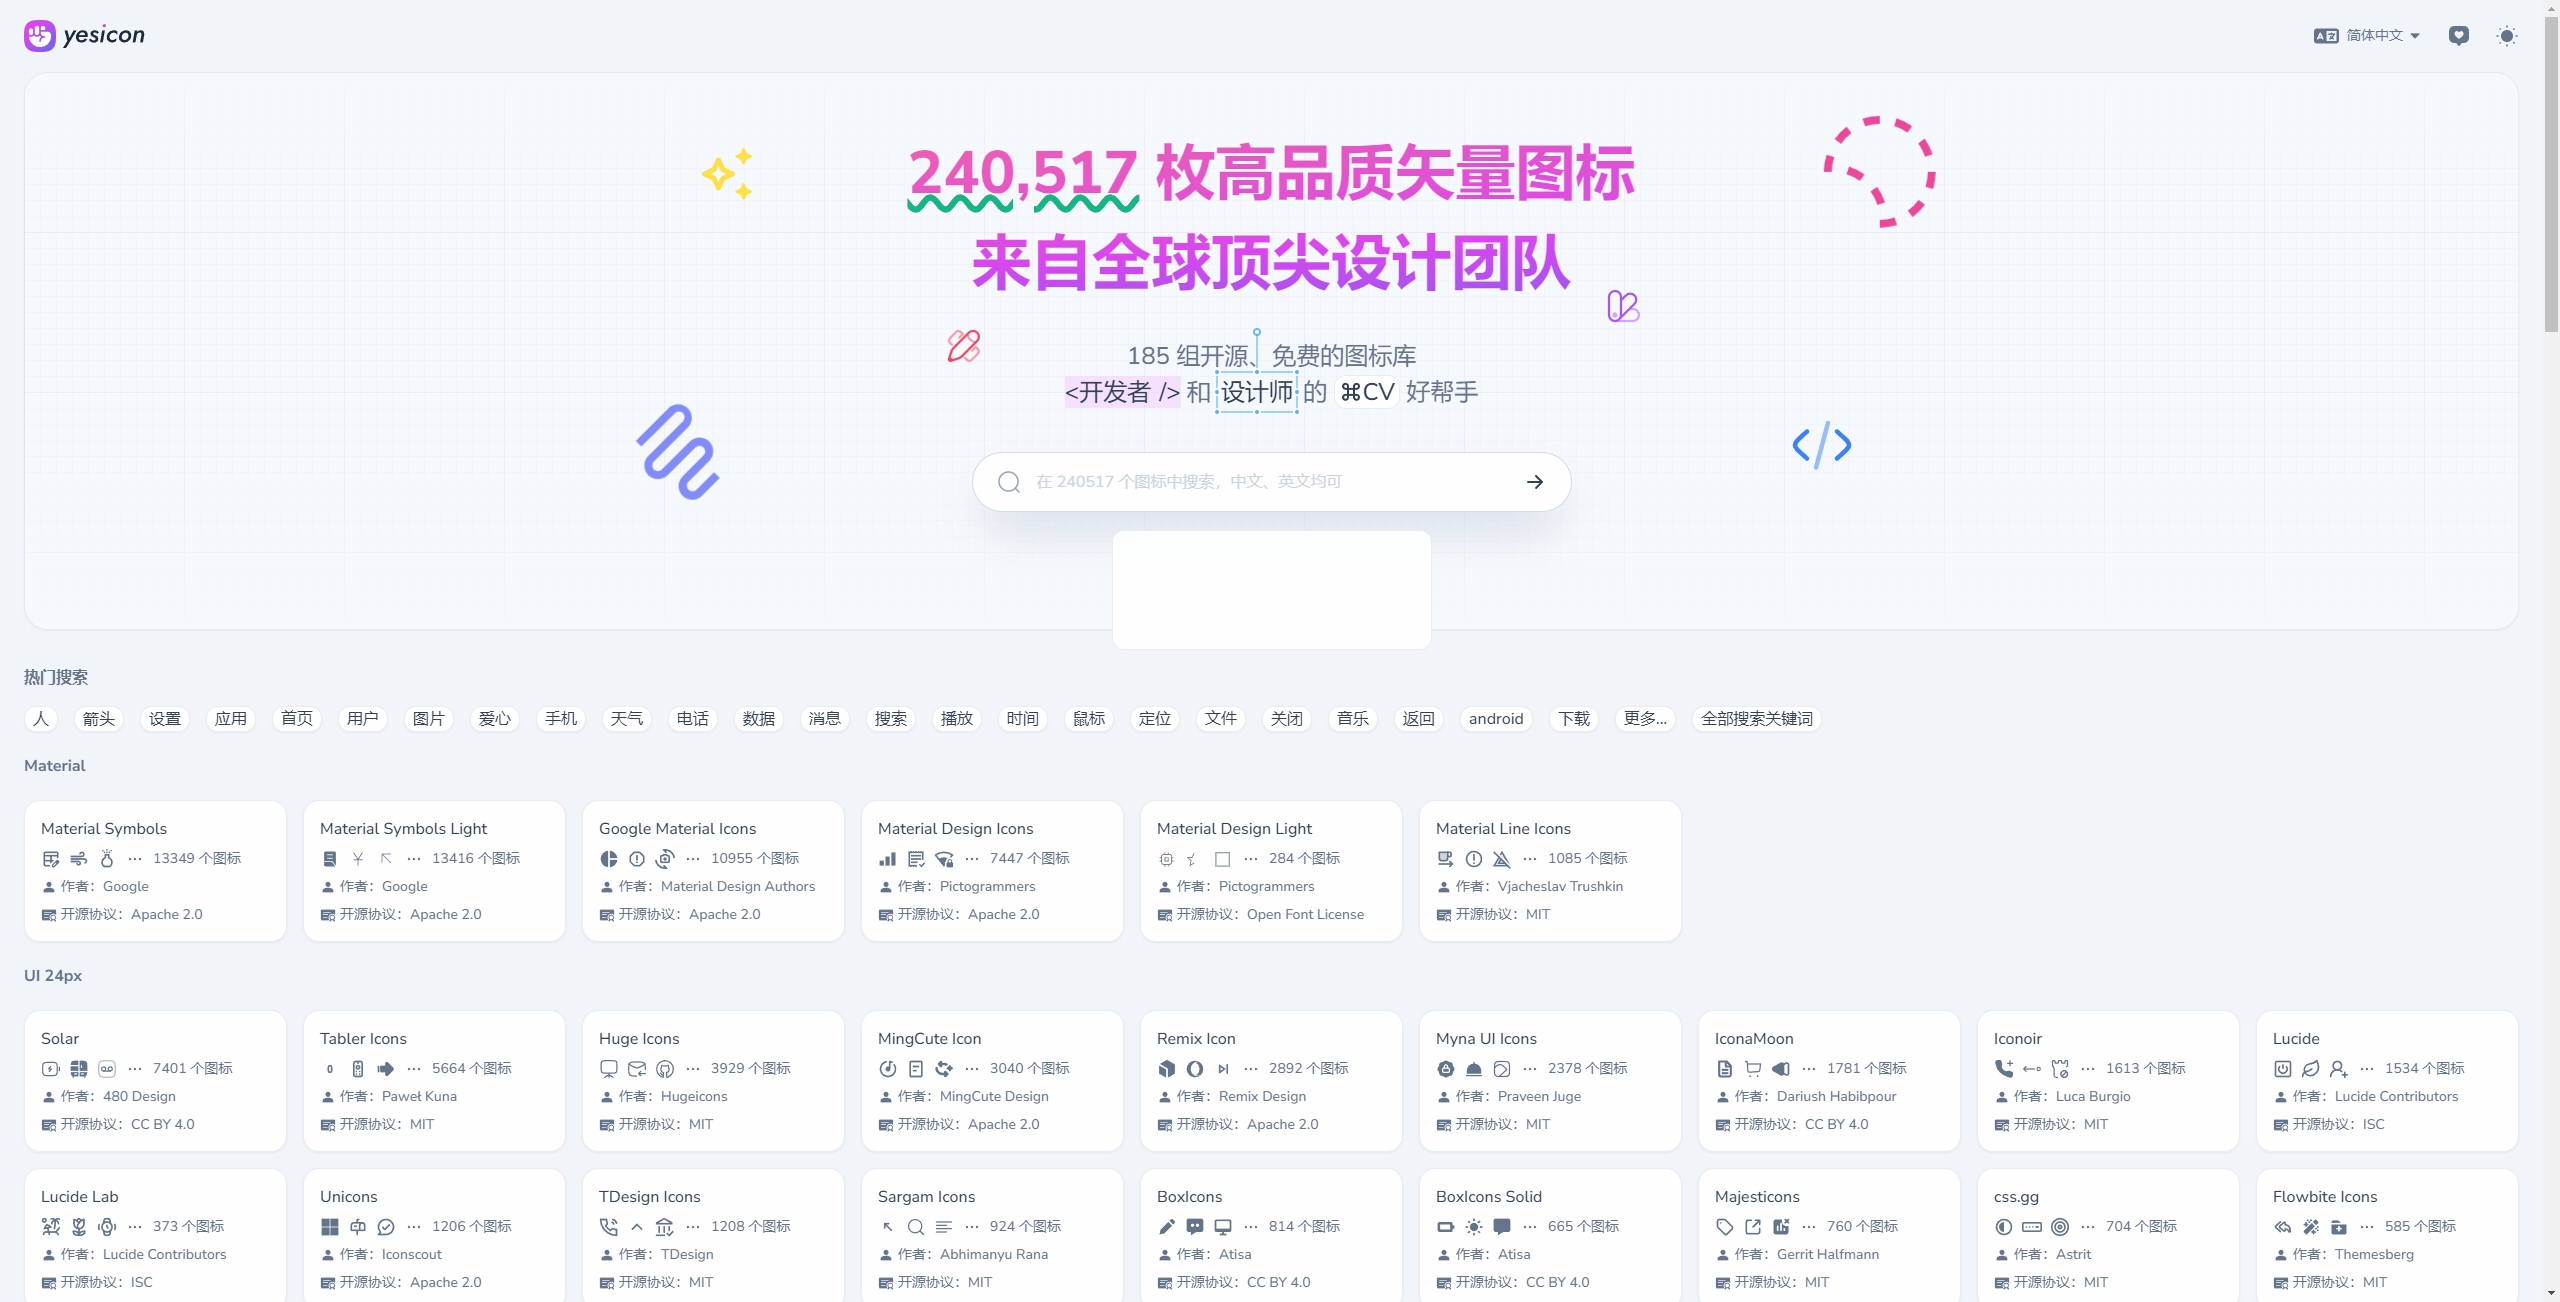 yesicon
简体中文
240,517 枚高品质矢量图标
来自全球顶尖设计团队
185 组开源、免费的图标库
<开发者 /> 和 设计师 的 ⌘CV 好帮手
在 240517 个图标中搜索，中文、英文均可
热门搜索
人 箭头 设置 应用 首页 用户 图片 爱心 手机 天气 电话 数据 消息 搜索 播放 时间 鼠标 定位 文件 关闭 音乐 返回 android 下载 更多... 全部搜索关键词
Material
Material Symbols
13349 个图标
作者：Google
开源协议：Apache 2.0
Material Symbols Light
13416 个图标
作者：Google
开源协议：Apache 2.0
Google Material Icons
10955 个图标
作者：Material Design Authors
开源协议：Apache 2.0
Material Design Icons
7447 个图标
作者：Pictogrammers
开源协议：Apache 2.0
Material Design Light
284 个图标
作者：Pictogrammers
开源协议：Open Font License
Material Line Icons
1085 个图标
作者：Vjacheslav Trushkin
开源协议：MIT
UI 24px
Solar
7401 个图标
作者：480 Design
开源协议：CC BY 4.0
Tabler Icons
5664 个图标
作者：Paweł Kuna
开源协议：MIT
Huge Icons
3929 个图标
作者：Hugeicons
开源协议：MIT
MingCute Icon
3040 个图标
作者：MingCute Design
开源协议：Apache 2.0
Remix Icon
2892 个图标
作者：Remix Design
开源协议：Apache 2.0
Myna UI Icons
2378 个图标
作者：Praveen Juge
开源协议：MIT
IconaMoon
1781 个图标
作者：Dariush Habibpour
开源协议：CC BY 4.0
Iconoir
1613 个图标
作者：Luca Burgio
开源协议：MIT
Lucide
1534 个图标
作者：Lucide Contributors
开源协议：ISC
Lucide Lab
373 个图标
作者：Lucide Contributors
开源协议：ISC
Unicons
1206 个图标
作者：Iconscout
开源协议：Apache 2.0
TDesign Icons
1208 个图标
作者：TDesign
开源协议：MIT
Sargam Icons
924 个图标
作者：Abhimanyu Rana
开源协议：MIT
BoxIcons
814 个图标
作者：Atisa
开源协议：CC BY 4.0
BoxIcons Solid
665 个图标
作者：Atisa
开源协议：CC BY 4.0
Majesticons
760 个图标
作者：Gerrit Halfmann
开源协议：MIT
css.gg
704 个图标
作者：Astrit
开源协议：MIT
Flowbite Icons
585 个图标
作者：Themesberg
开源协议：MIT